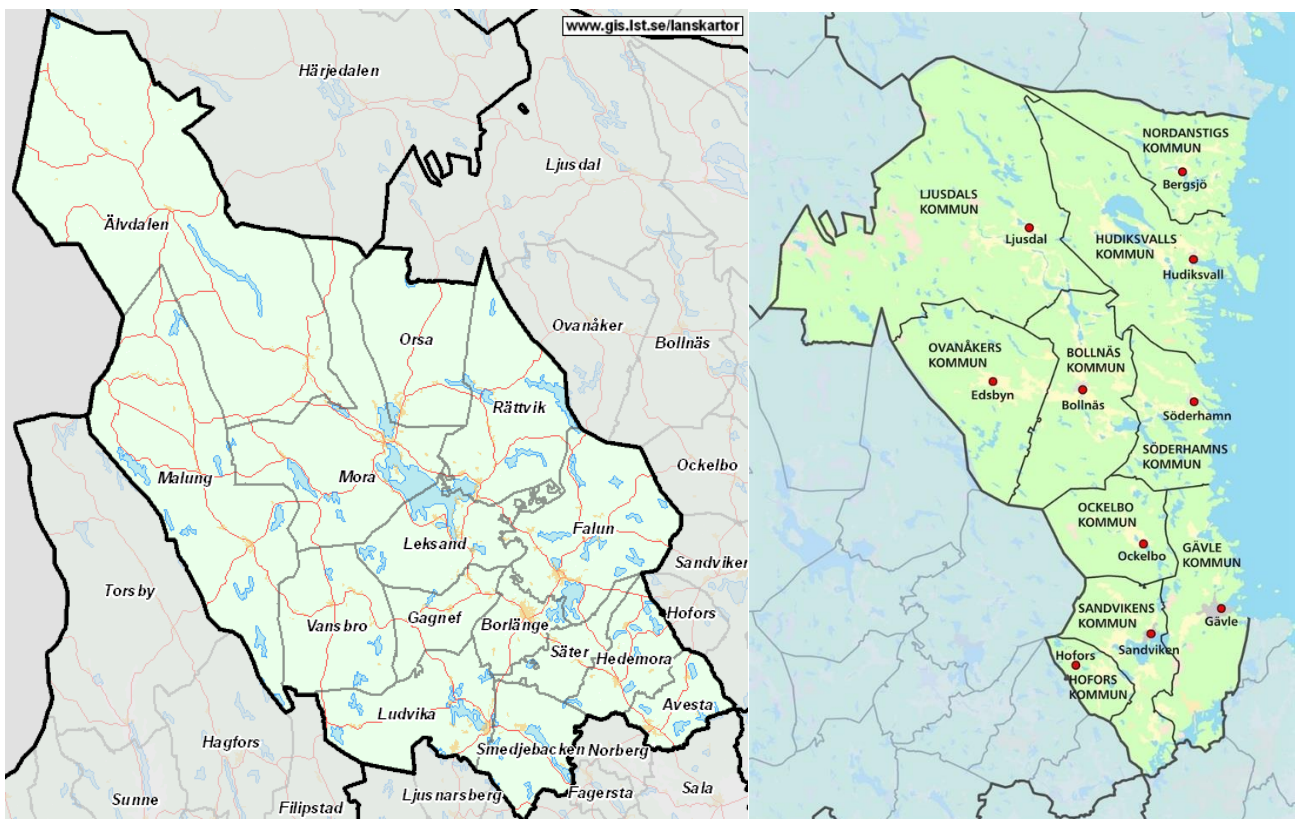 www.gis.lst.se/lanskartor
Härjedalen
Ljusdal
Älvdalen
Ovanåker
Orsa
Bollnäs
Rättvik
Ockelbo
Malung
Mora
Falun
Leksand
Sandviken
Torsby
Hofors
Vansbro
Gagnef
Borlänge
Säter
Hedemora
Avesta
Ludvika
Hagfors
Smedjebacken
Norberg
Sala
Fagersta
Ljusnarsberg
Sunne
Filipstad
NORDANSTIGS
KOMMUN
Bergsjö
LJUSDALS
KOMMUN
Ljusdal
HUDIKSVALLS
KOMMUN
Hudiksvall
OVANÅKERS
KOMMUN
Edsbyn
BOLLNÄS
KOMMUN
Bollnäs
Söderhamn
SÖDERHAMNS
KOMMUN
OCKELBO
KOMMUN
Ockelbo
GÄVLE
KOMMUN
Gävle
SANDVIKENS
KOMMUN
Sandviken
Hofors
HOFORS
KOMMUN